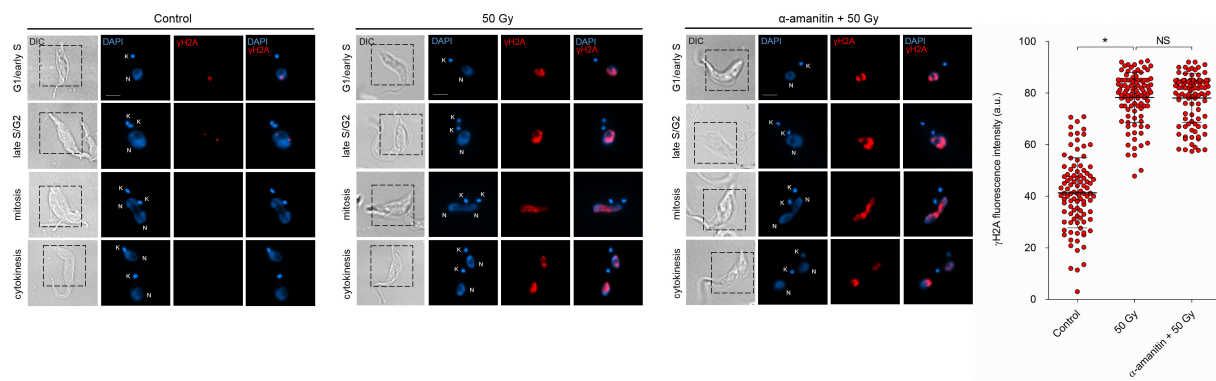 Control
50 Gy
α-amanitin + 50 Gy
DIC DAPI γH2A DAPI γH2A
DIC DAPI γH2A DAPI γH2A
DIC DAPI γH2A DAPI γH2A
G1/early S K N
G1/early S K N
G1/early S K N
late S/G2 K K N
late S/G2 K K N
late S/G2 K K N
mitosis N K K N
mitosis K K N N
mitosis K K N N
cytokinesis K N K N
cytokinesis K N K N
cytokinesis K N K N
γH2A fluorescence intensity (a.u.)
100
80
60
40
20
0
* NS
Control
50 Gy
α-amanitin + 50 Gy